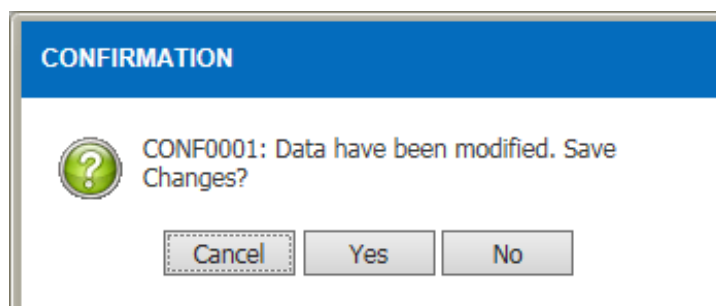 CONFIRMATION
CONF0001: Data have been modified. Save
Changes?
Cancel Yes No